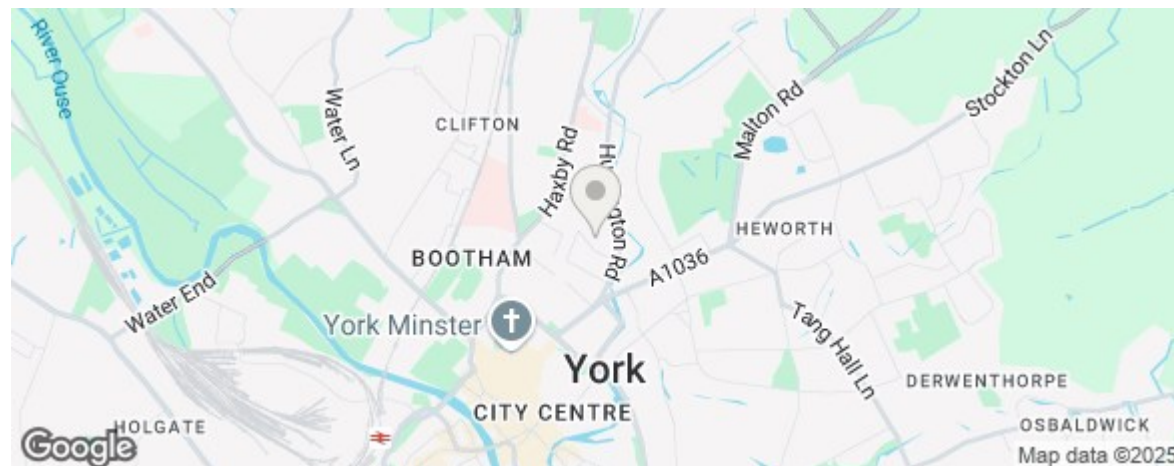 River Ouse
Water Ln
CLIFTON
Haxby Rd
Malton Rd
Stockton Ln
HEWORTH
BOOTHAM
A1036
Water End
York Minster
York
Tang Hall Ln
DERWENTHORPE
CITY CENTRE
HOLGATE
OSBALDWICK
Google
Map data ©2025